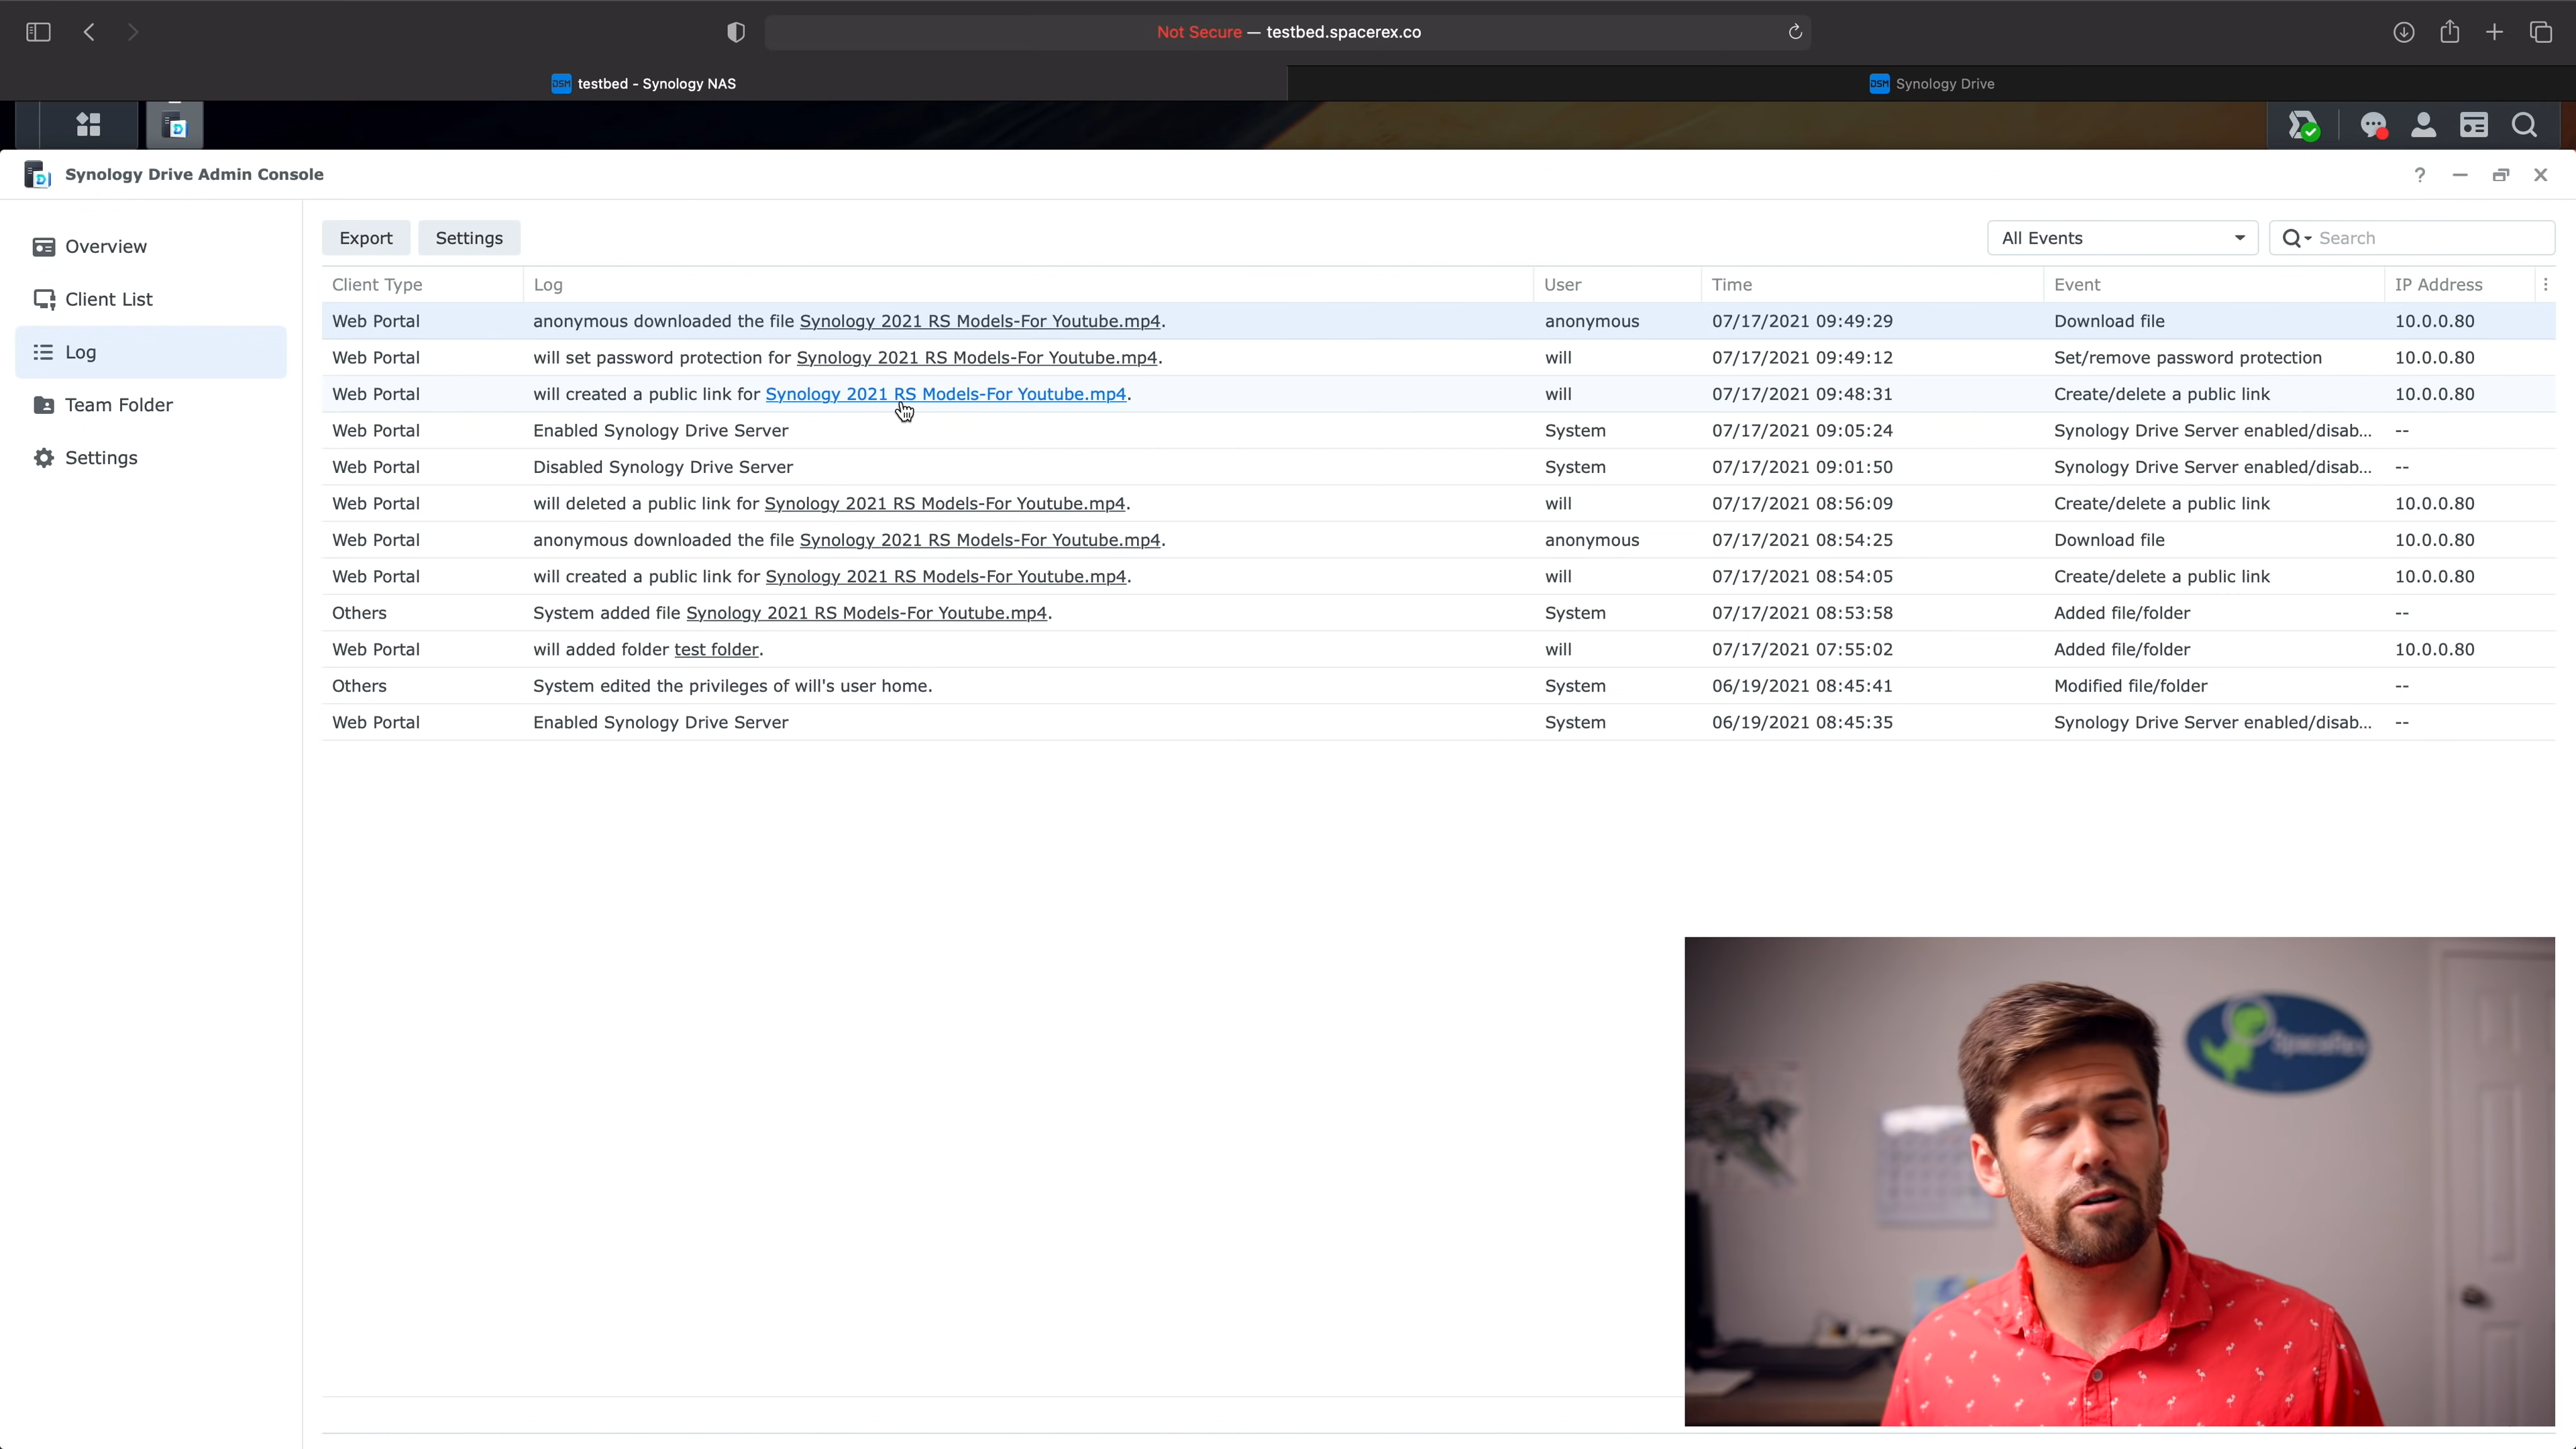 Not Secure — testbed.spacerex.co
DSM testbed - Synology NAS
DSM Synology Drive
Synology Drive Admin Console
?
Overview
Client List
Log
Team Folder
Settings
Export Settings All Events Search
Client Type Log User Time Event IP Address
Web Portal anonymous downloaded the file Synology 2021 RS Models-For Youtube.mp4. anonymous 07/17/2021 09:49:29 Download file 10.0.0.80
Web Portal will set password protection for Synology 2021 RS Models-For Youtube.mp4. will 07/17/2021 09:49:12 Set/remove password protection 10.0.0.80
Web Portal will created a public link for Synology 2021 RS Models-For Youtube.mp4. will 07/17/2021 09:48:31 Create/delete a public link 10.0.0.80
Web Portal Enabled Synology Drive Server System 07/17/2021 09:05:24 Synology Drive Server enabled/disab... --
Web Portal Disabled Synology Drive Server System 07/17/2021 09:01:50 Synology Drive Server enabled/disab... --
Web Portal will deleted a public link for Synology 2021 RS Models-For Youtube.mp4. will 07/17/2021 08:56:09 Create/delete a public link 10.0.0.80
Web Portal anonymous downloaded the file Synology 2021 RS Models-For Youtube.mp4. anonymous 07/17/2021 08:54:25 Download file 10.0.0.80
Web Portal will created a public link for Synology 2021 RS Models-For Youtube.mp4. will 07/17/2021 08:54:05 Create/delete a public link 10.0.0.80
Others System added file Synology 2021 RS Models-For Youtube.mp4. System 07/17/2021 08:53:58 Added file/folder --
Web Portal will added folder test folder. will 07/17/2021 07:55:02 Added file/folder 10.0.0.80
Others System edited the privileges of will's user home. System 06/19/2021 08:45:41 Modified file/folder --
Web Portal Enabled Synology Drive Server System 06/19/2021 08:45:35 Synology Drive Server enabled/disab... --
SpaceRex